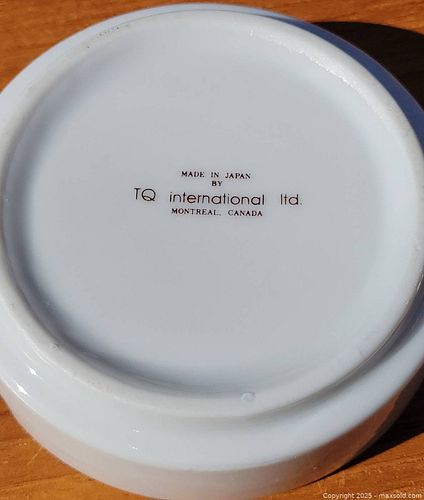 MADE IN JAPAN
BY
TQ international ltd.
MONTREAL, CANADA
Copyright 2025 - maxsold.com